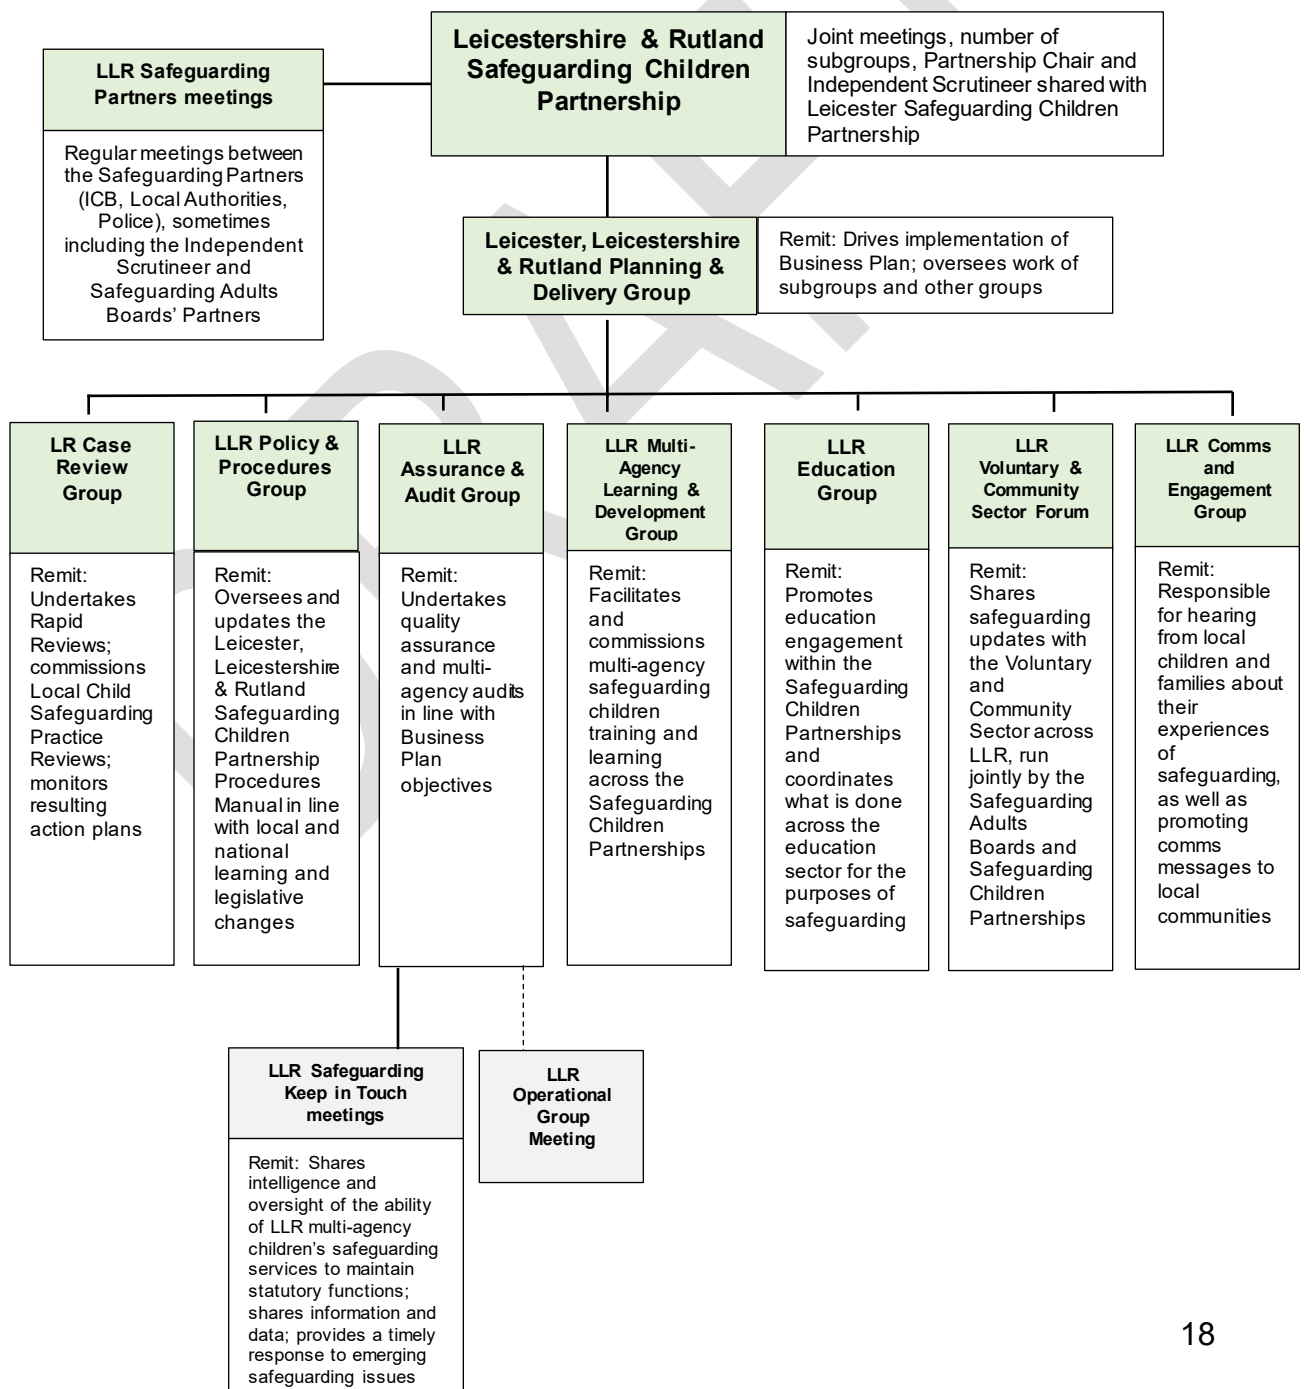 Leicestershire & Rutland
Safeguarding Children
Partnership
Joint meetings, number of
subgroups, Partnership Chair and
Independent Scrutineer shared with
Leicester Safeguarding Children
Partnership
LLR Safeguarding
Partners meetings
Regular meetings between
the Safeguarding Partners
(ICB, Local Authorities,
Police), sometimes
including the Independent
Scrutineer and
Safeguarding Adults
Boards’ Partners
Leicester, Leicestershire
& Rutland Planning &
Delivery Group
Remit: Drives implementation of
Business Plan; oversees work of
subgroups and other groups
LR Case
Review
Group
Remit:
Undertakes
Rapid
Reviews;
commissions
Local Child
Safeguarding
Practice
Reviews;
monitors
resulting
action plans
LLR Policy &
Procedures
Group
Remit:
Oversees and
updates the
Leicester,
Leicestershire
& Rutland
Safeguarding
Children
Partnership
Procedures
Manual in line
with local and
national
learning and
legislative
changes
LLR
Assurance &
Audit Group
Remit:
Undertakes
quality
assurance
and multi-
agency audits
in line with
Business
Plan
objectives
LLR Multi-
Agency
Learning &
Development
Group
Remit:
Facilitates
and
commissions
multi-agency
safeguarding
children
training and
learning
across the
Safeguarding
Children
Partnerships
LLR
Education
Group
Remit:
Promotes
education
engagement
within the
Safeguarding
Children
Partnerships
and
coordinates
what is done
across the
education
sector for the
purposes of
safeguarding
LLR
Voluntary &
Community
Sector Forum
Remit:
Shares
safeguarding
updates with
the Voluntary
and
Community
Sector across
LLR, run
jointly by the
Safeguarding
Adults
Boards and
Safeguarding
Children
Partnerships
LLR Comms
and
Engagement
Group
Remit:
Responsible
for hearing
from local
children and
families about
their
experiences
of
safeguarding,
as well as
promoting
comms
messages to
local
communities
LLR Safeguarding
Keep in Touch
meetings
Remit: Shares
intelligence and
oversight of the ability
of LLR multi-agency
children’s safeguarding
services to maintain
statutory functions;
shares information and
data; provides a timely
response to emerging
safeguarding issues
LLR
Operational
Group
Meeting
18